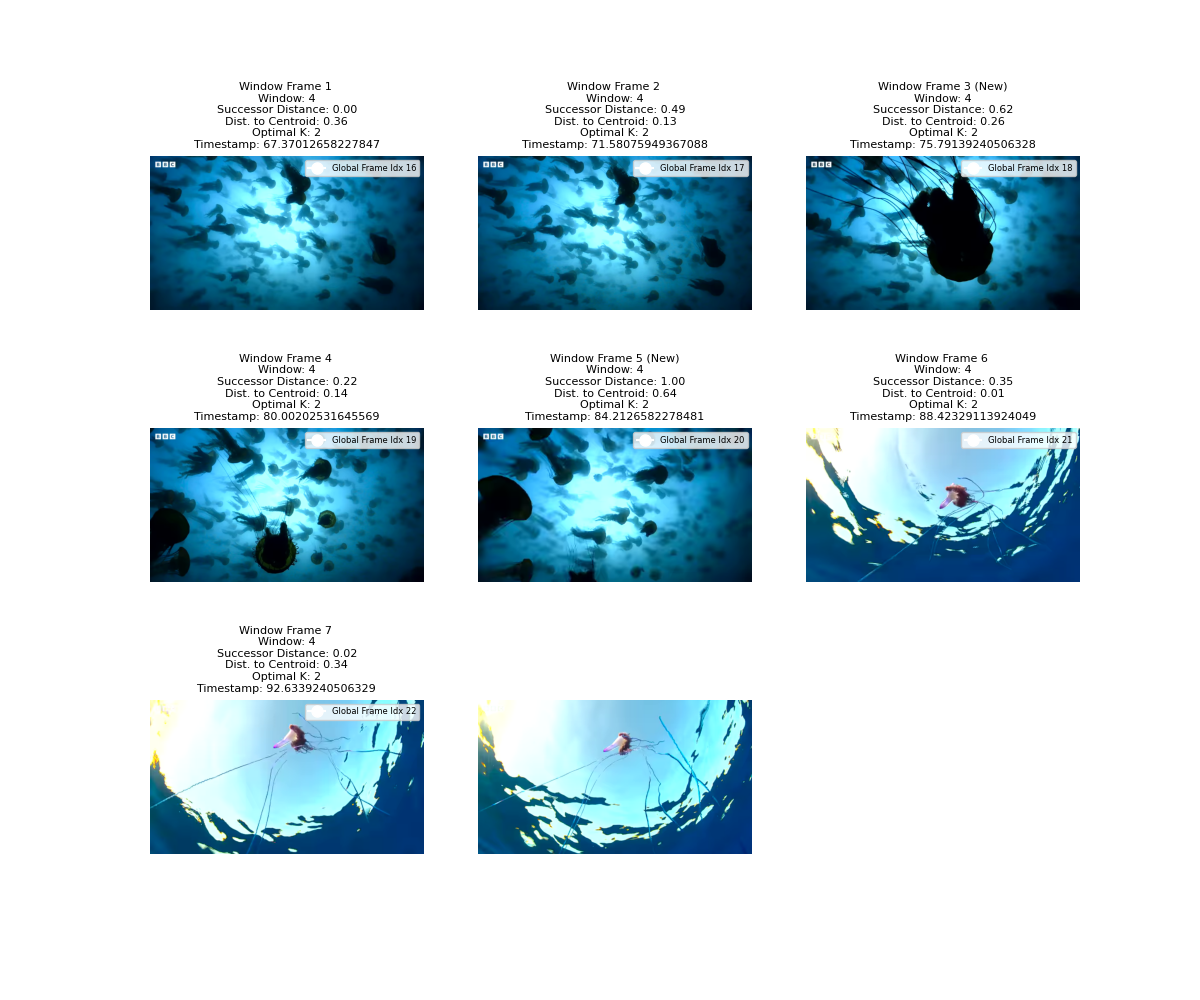 Window Frame 1
Window: 4
Successor Distance: 0.00
Dist. to Centroid: 0.36
Optimal K: 2
Timestamp: 67.37012658227847
BBC
Global Frame Idx 16
Window Frame 2
Window: 4
Successor Distance: 0.49
Dist. to Centroid: 0.13
Optimal K: 2
Timestamp: 71.58075949367088
BBC
Global Frame Idx 17
Window Frame 3 (New)
Window: 4
Successor Distance: 0.62
Dist. to Centroid: 0.26
Optimal K: 2
Timestamp: 75.79139240506328
BBC
Global Frame Idx 18
Window Frame 4
Window: 4
Successor Distance: 0.22
Dist. to Centroid: 0.14
Optimal K: 2
Timestamp: 80.00202531645569
BBC
Global Frame Idx 19
Window Frame 5 (New)
Window: 4
Successor Distance: 1.00
Dist. to Centroid: 0.64
Optimal K: 2
Timestamp: 84.2126582278481
BBC
Global Frame Idx 20
Window Frame 6
Window: 4
Successor Distance: 0.35
Dist. to Centroid: 0.01
Optimal K: 2
Timestamp: 88.42329113924049
Global Frame Idx 21
Window Frame 7
Window: 4
Successor Distance: 0.02
Dist. to Centroid: 0.34
Optimal K: 2
Timestamp: 92.6339240506329
Global Frame Idx 22